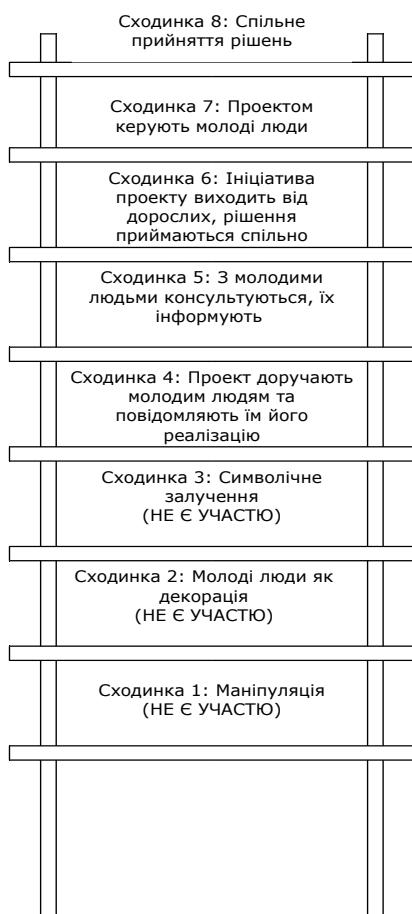 Сходинка 8: Спільне
прийняття рішень
Сходинка 7: Проектом
керують молоді люди
Сходинка 6: Ініціатива
проекту виходить від
дорослих, рішення
приймаються спільно
Сходинка 5: З молодими
людьми консультуються, їх
інформують
Сходинка 4: Проект доручають
молодим людям та
повідомляють їм його
реалізацію
Сходинка 3: Символічне
залучення
(НЕ Є УЧАСТЮ)
Сходинка 2: Молоді люди як
декорація
(НЕ Є УЧАСТЮ)
Сходинка 1: Маніпуляція
(НЕ Є УЧАСТЮ)